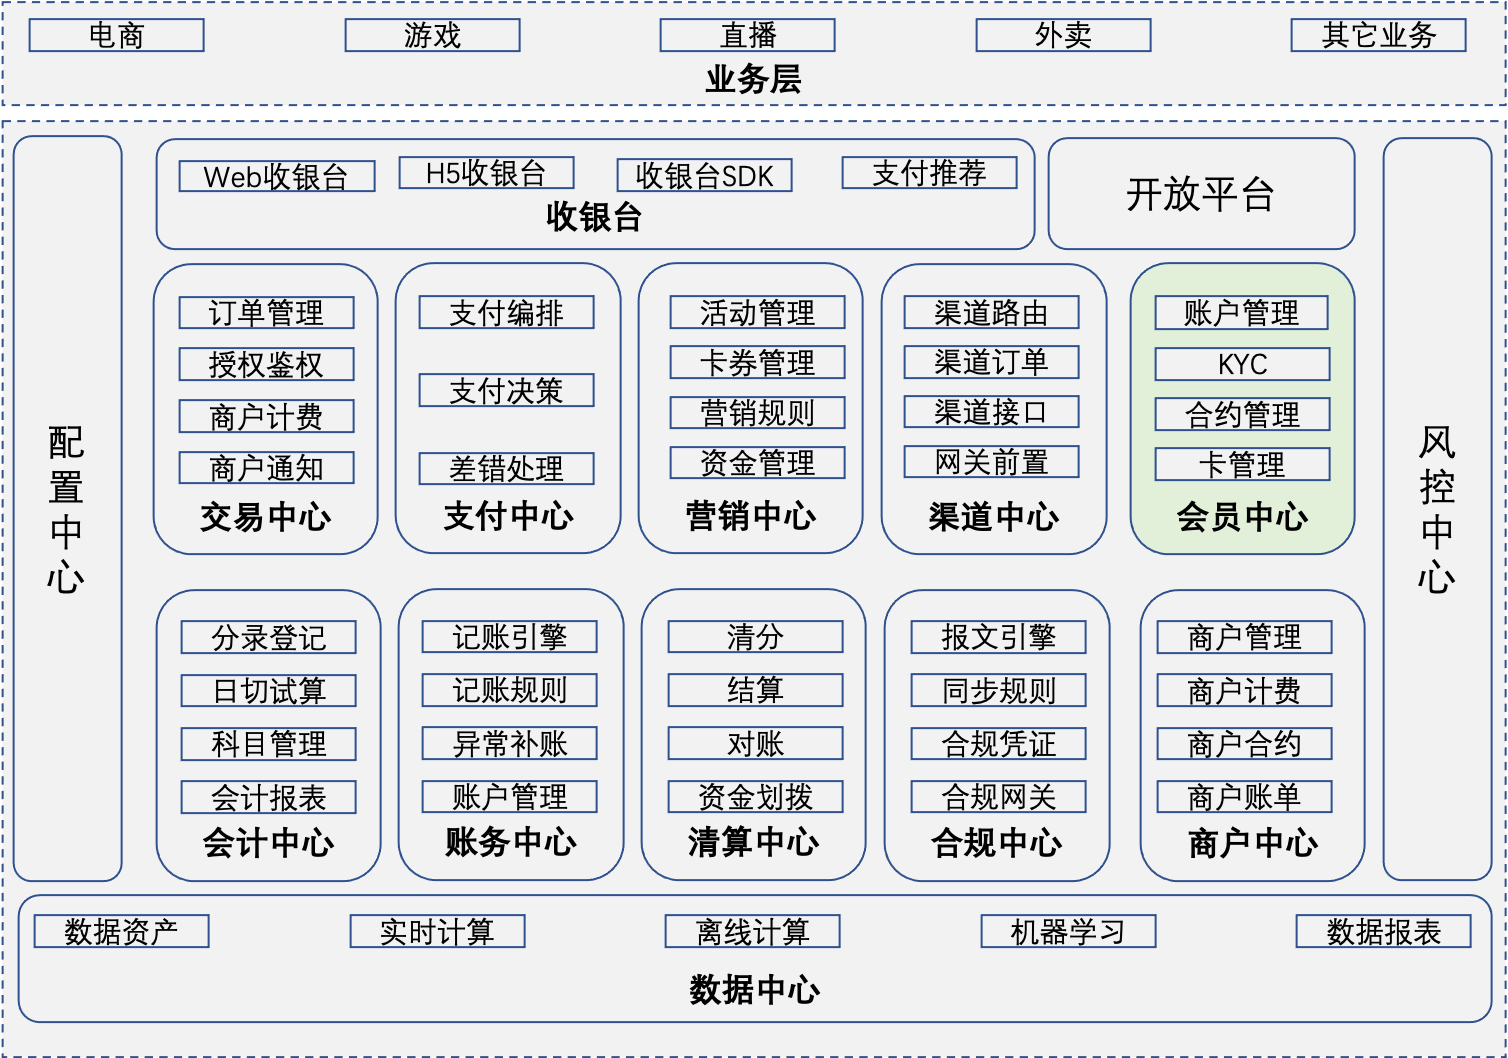 电商
游戏
直播
外卖
其它业务
业务层
配置中心
Web收银台
H5收银台
收银台SDK
支付推荐
收银台
开放平台
风控中心
订单管理
授权鉴权
商户计费
商户通知
交易中心
支付编排
支付决策
差错处理
支付中心
活动管理
卡券管理
营销规则
资金管理
营销中心
渠道路由
渠道订单
渠道接口
网关前置
渠道中心
账户管理
KYC
合约管理
卡管理
会员中心
分录登记
日切试算
科目管理
会计报表
会计中心
记账引擎
记账规则
异常补账
账户管理
账务中心
清分
结算
对账
资金划拨
清算中心
报文引擎
同步规则
合规凭证
合规网关
合规中心
商户管理
商户计费
商户合约
商户账单
商户中心
数据资产
实时计算
离线计算
机器学习
数据报表
数据中心